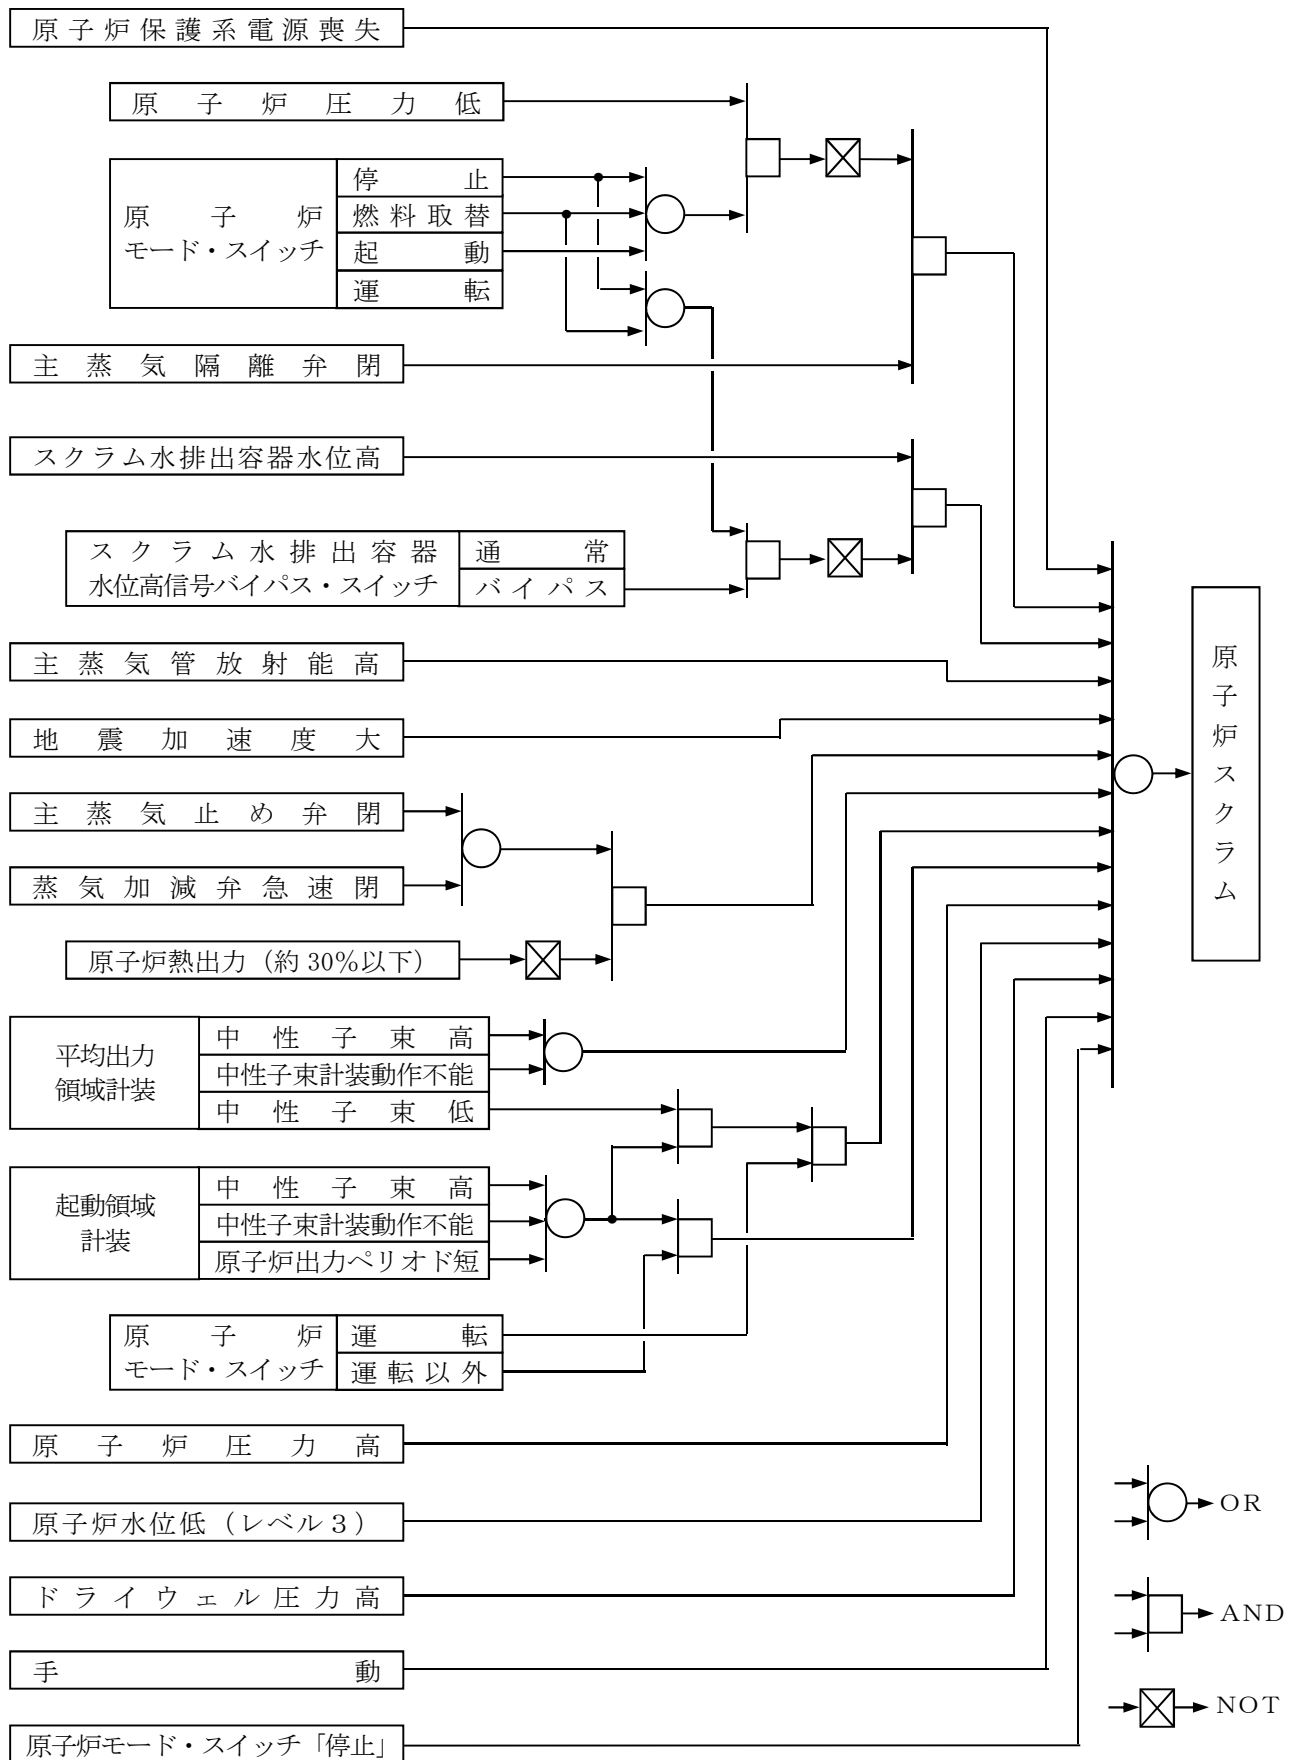 原子炉保護系電源喪失
原子炉圧力低
原子炉
モード・スイッチ
停止
燃料取替
起動
運転
主蒸気隔離弁閉
スクラム水排出容器水位高
スクラム水排出容器
水位高信号バイパス・スイッチ
通常
バイパス
主蒸気管放射能高
地震加速度大
主蒸気止め弁閉
蒸気加減弁急速閉
原子炉熱出力（約30%以下）
平均出力
領域計装
中性子束高
中性子束計装動作不能
中性子束低
起動領域
計装
中性子束高
中性子束計装動作不能
原子炉出力ペリオド短
原子炉
モード・スイッチ
運転
運転以外
原子炉圧力高
原子炉水位低（レベル３）
ドライウェル圧力高
手動
原子炉モード・スイッチ「停止」
原子炉スクラム
OR
AND
NOT